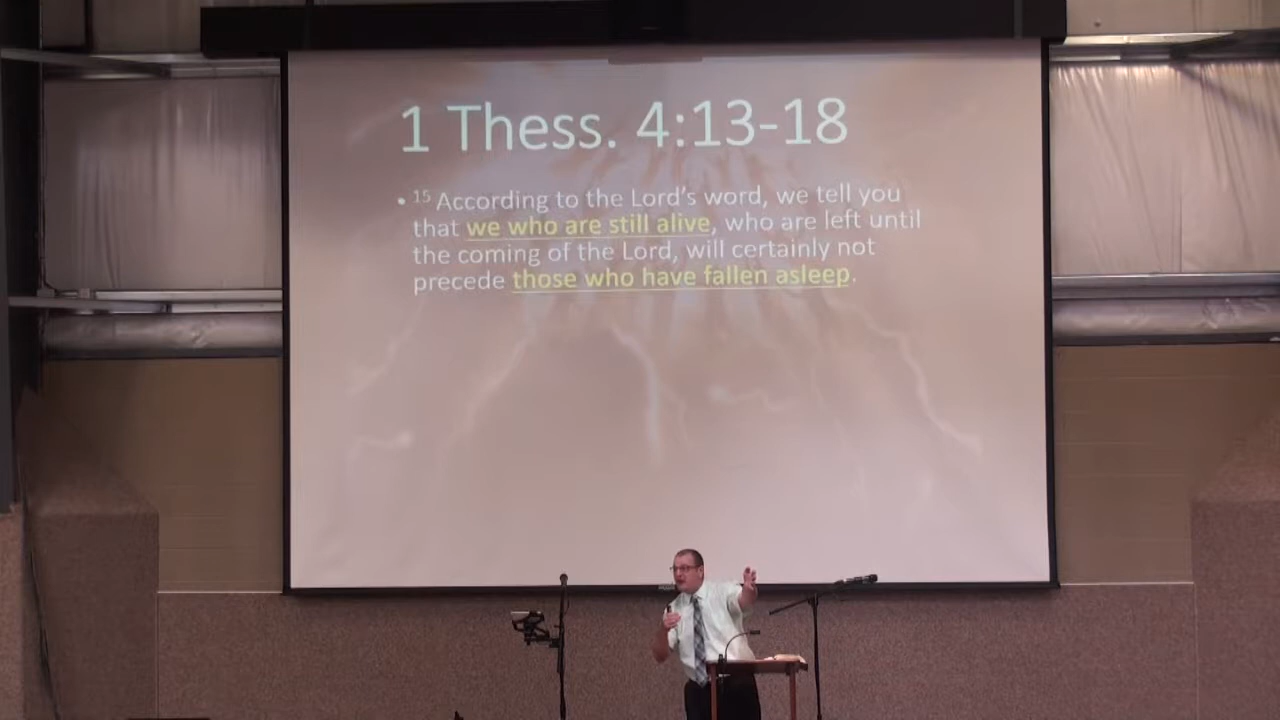 1 Thess. 4:13-18
• 15 According to the Lord's word, we tell you
that we who are still alive, who are left until
the coming of the Lord, will certainly not
precede those who have fallen asleep.